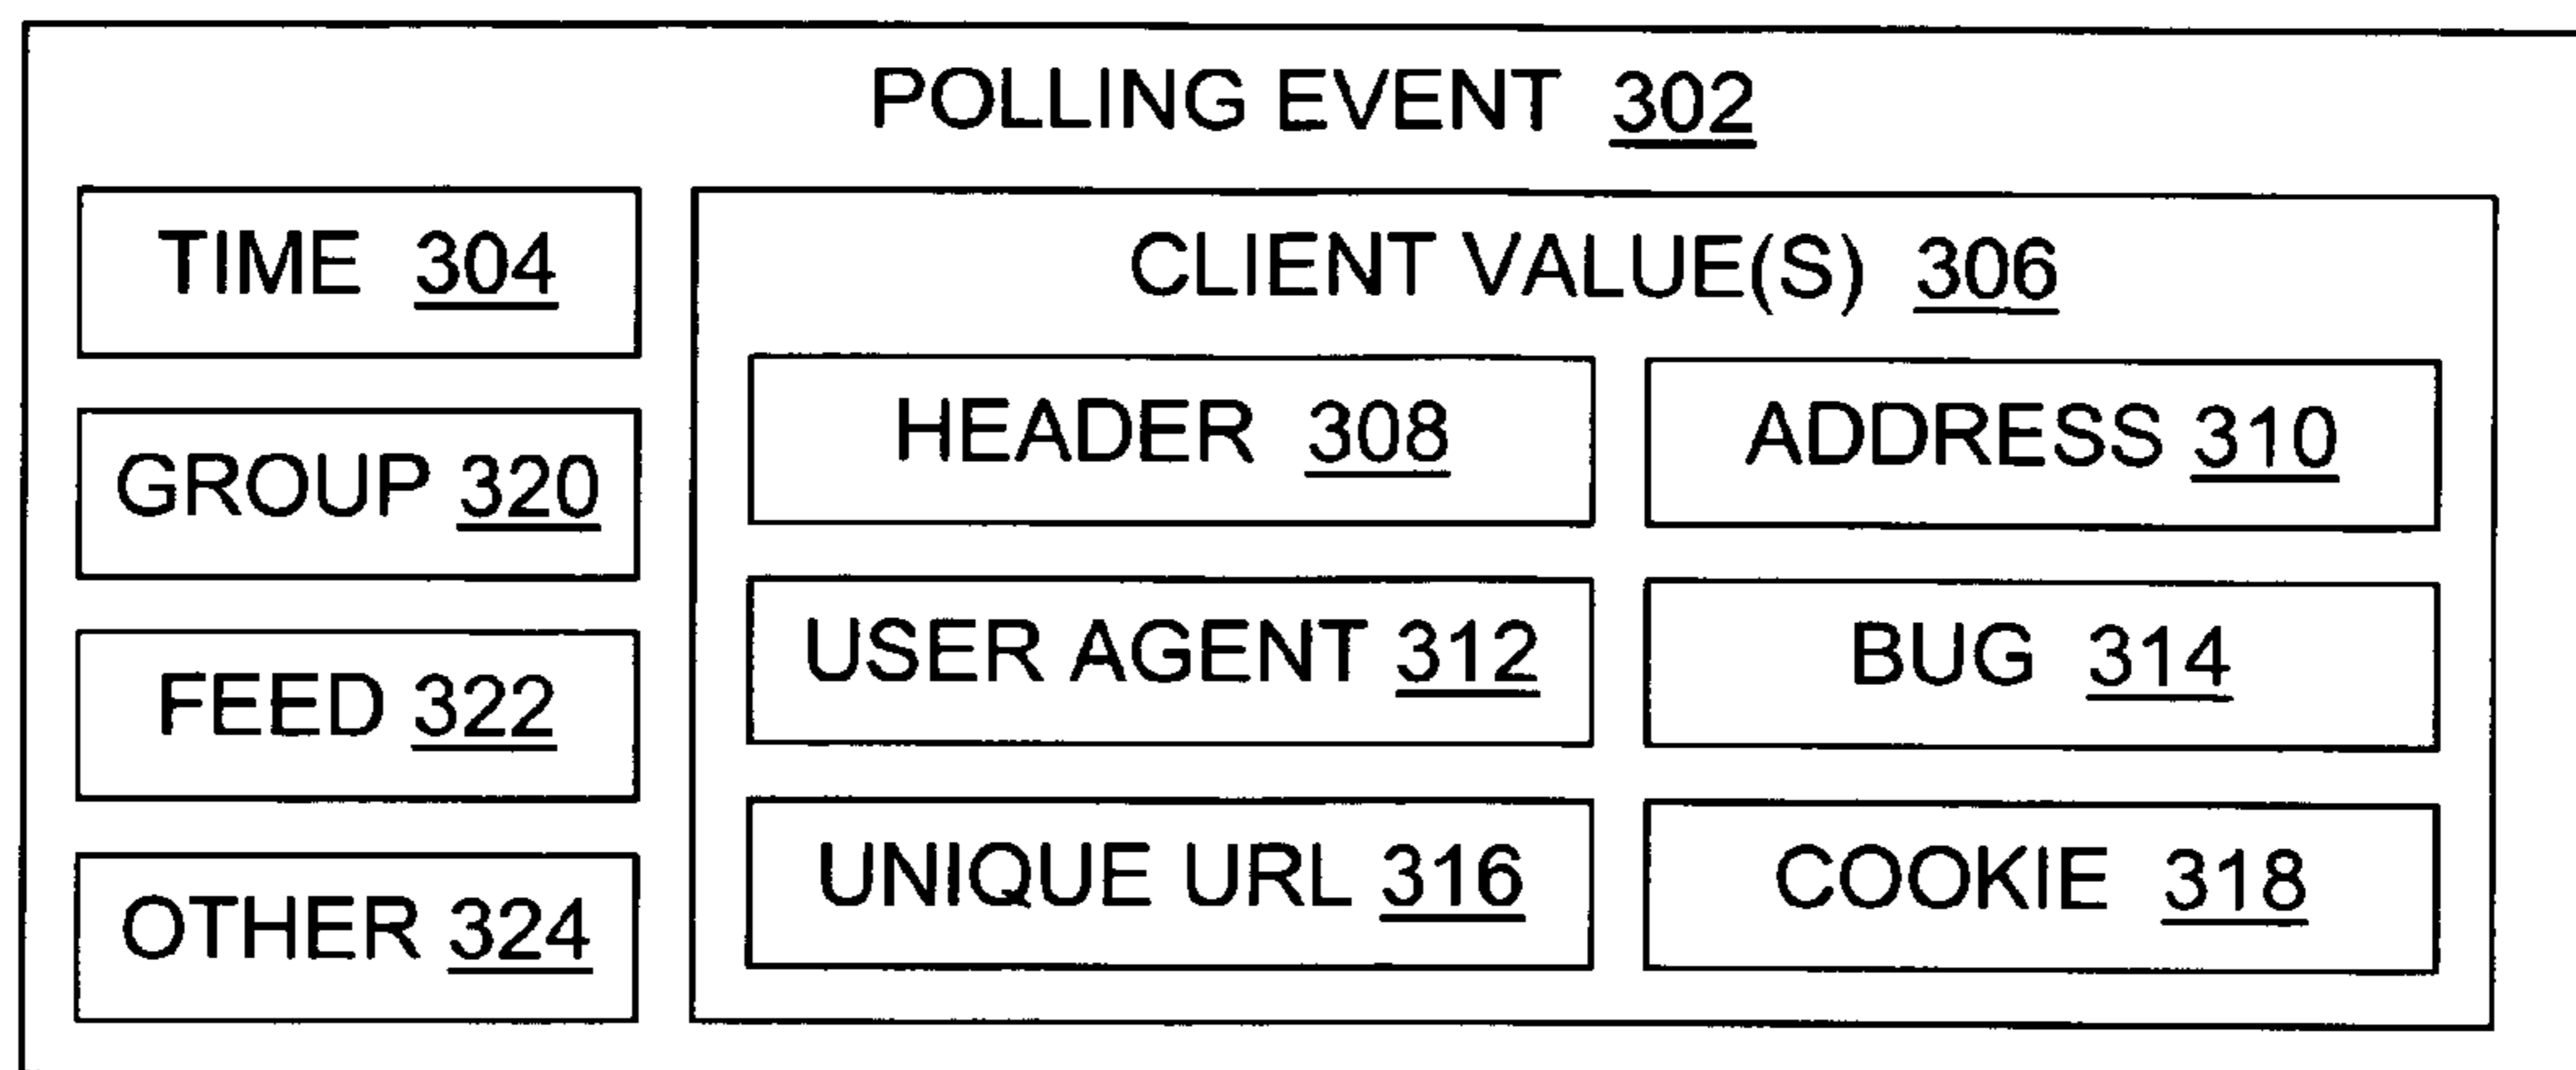 POLLING EVENT 302
TIME 304
GROUP 320
FEED 322
OTHER 324
CLIENT VALUE(S) 306
HEADER 308
ADDRESS 310
USER AGENT 312
BUG 314
UNIQUE URL 316
COOKIE 318